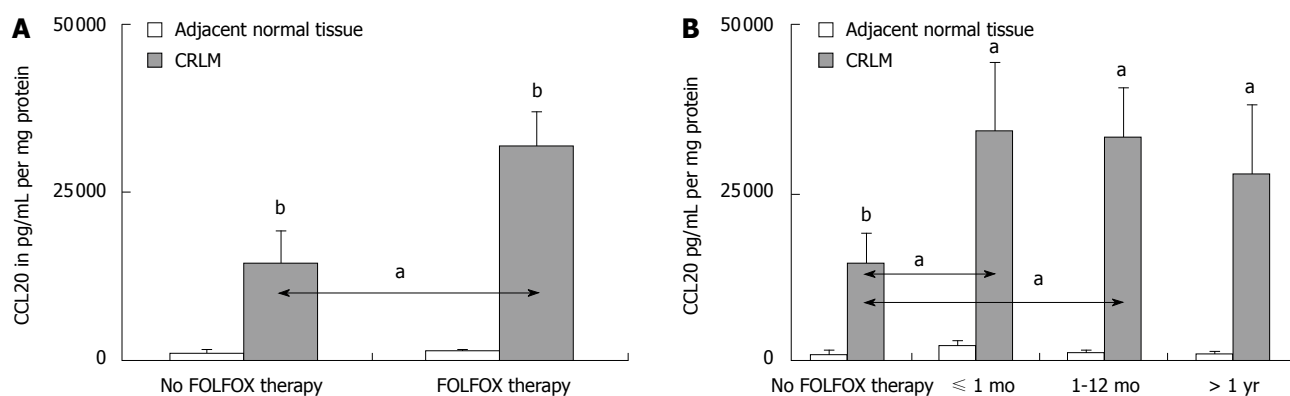 A
CCL20 in pg/mL per mg protein
50000
25000
0
Adjacent normal tissue
CRLM
b
b
a
No FOLFOX therapy
FOLFOX therapy
B
CCL20 pg/mL per mg protein
50000
25000
0
Adjacent normal tissue
CRLM
b
a
a
a
a
a
No FOLFOX therapy
≤ 1 mo
1-12 mo
> 1 yr